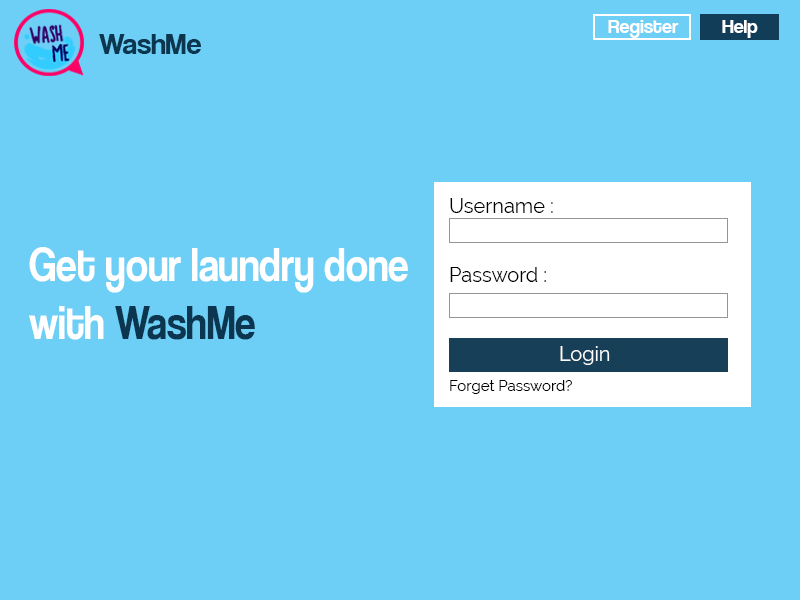 WASH
ME
WashMe
Register
Help
Get your laundry done
with WashMe
Username :
Password :
Login
Forget Password?